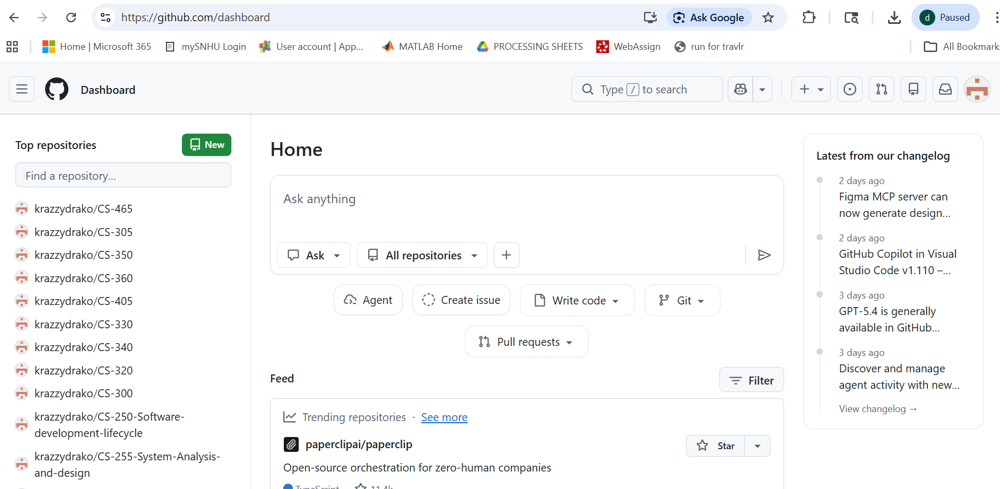 https://github.com/dashboard
Ask Google
d
Paused
Home | Microsoft 365
mySNHU Login
User account | App...
MATLAB Home
PROCESSING SHEETS
WebAssign
run for travlr
All Bookmark
Dashboard
Type / to search
Top repositories
New
Find a repository...
krazzydrako/CS-465
krazzydrako/CS-305
krazzydrako/CS-350
krazzydrako/CS-360
krazzydrako/CS-405
krazzydrako/CS-330
krazzydrako/CS-340
krazzydrako/CS-320
krazzydrako/CS-300
krazzydrako/CS-250-Software-
development-lifecycle
krazzydrako/CS-255-System-Analysis-
and-design
Home
Ask anything
Ask
All repositories
Agent
Create issue
Write code
Git
Pull requests
Feed
Filter
Trending repositories · See more
paperclipai/paperclip
Star
Open-source orchestration for zero-human companies
TypeScript
11.4k
Latest from our changelog
2 days ago
Figma MCP server can
now generate design...
2 days ago
GitHub Copilot in Visual
Studio Code v1.110 –...
3 days ago
GPT-5.4 is generally
available in GitHub...
3 days ago
Discover and manage
agent activity with new...
View changelog →